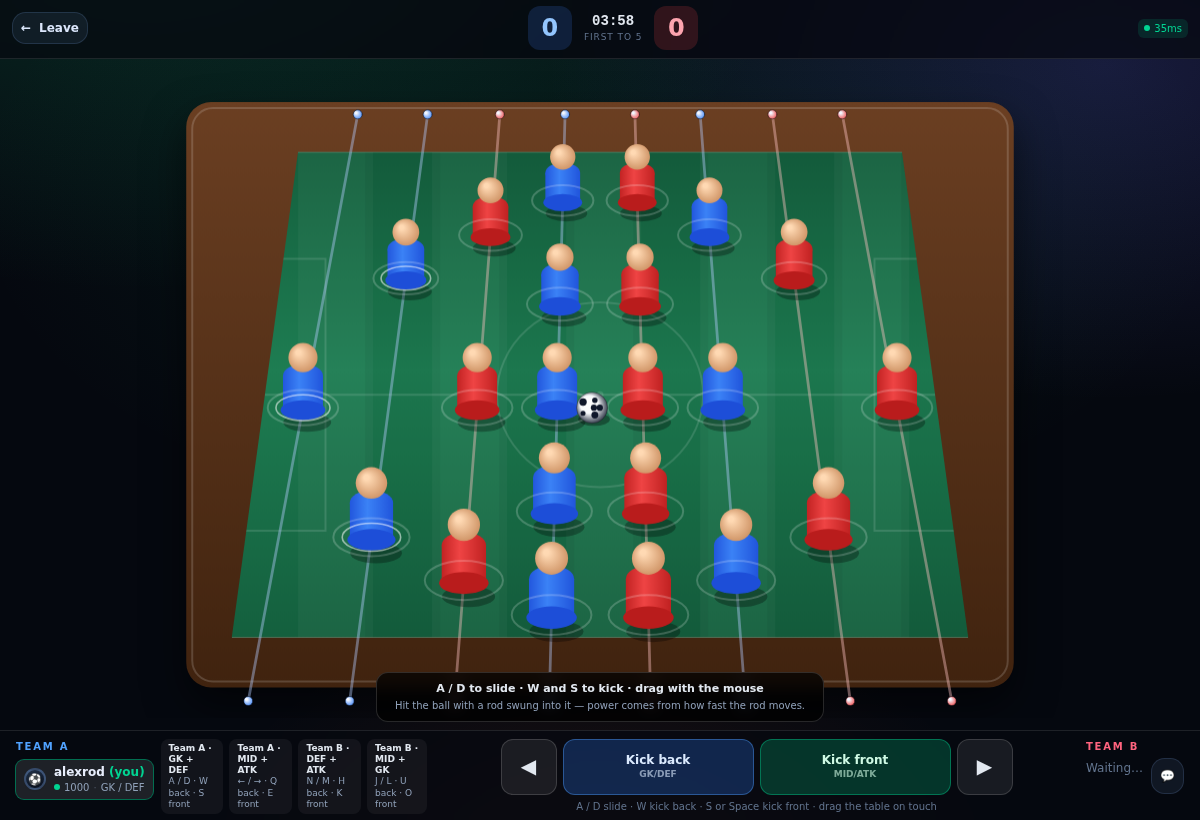 ← Leave
0
03:58
FIRST TO 5
0
35ms
A / D to slide · W and S to kick · drag with the mouse
Hit the ball with a rod swung into it — power comes from how fast the rod moves.
TEAM A
alexrod (you)
1000 · GK / DEF
Team A ·
GK +
DEF
A / D · W
back · S
front
Team A ·
MID +
ATK
← / → · Q
back · E
front
Team B ·
DEF +
ATK
N / M · H
back · K
front
Team B ·
MID +
GK
J / L · U
back · O
front
◀
Kick back
GK/DEF
Kick front
MID/ATK
▶
A / D slide · W kick back · S or Space kick front · drag the table on touch
TEAM B
Waiting...